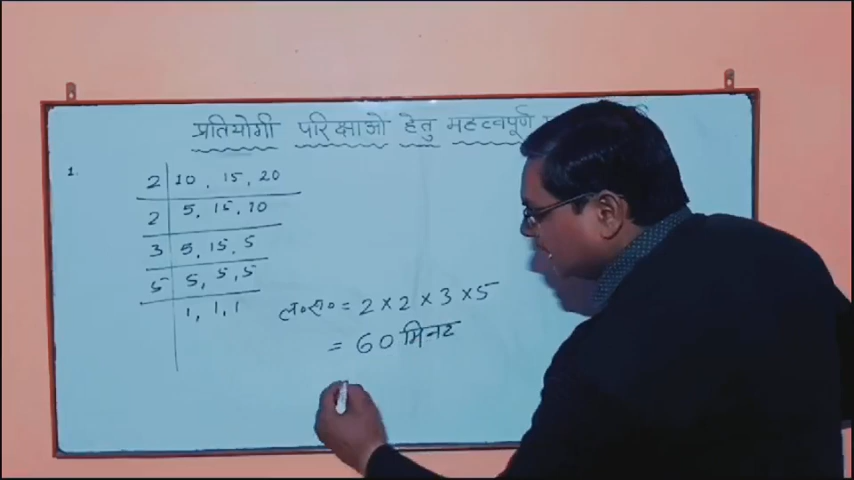 प्रतियोगी परिक्षाओ हेतु महत्वपूर्ण
1.
2 10, 15, 20
2 5, 15, 10
3 5, 15, 5
5 5, 5, 5
1, 1, 1
ल०स० = 2 × 2 × 3 × 5
= 60 मिनट